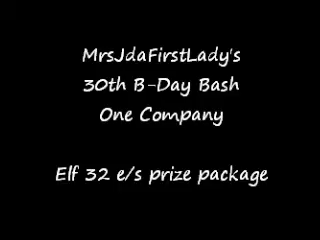 MrsJdaFirstLady's
30th B-Day Bash
One Company
Elf 32 e/s prize package